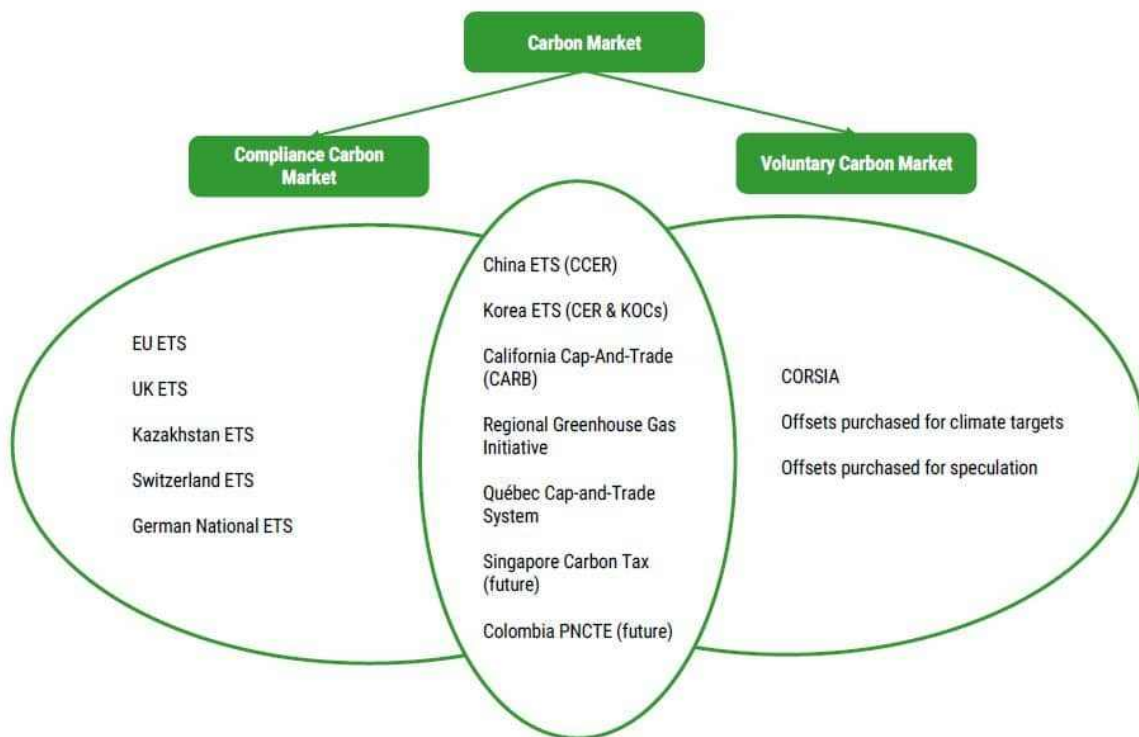 Carbon Market
Compliance Carbon
Market
Voluntary Carbon Market
EU ETS
UK ETS
Kazakhstan ETS
Switzerland ETS
German National ETS
China ETS (CCER)
Korea ETS (CER & KOCs)
California Cap-And-Trade
(CARB)
Regional Greenhouse Gas
Initiative
Québec Cap-and-Trade
System
Singapore Carbon Tax
(future)
Colombia PNCTE (future)
CORSIA
Offsets purchased for climate targets
Offsets purchased for speculation